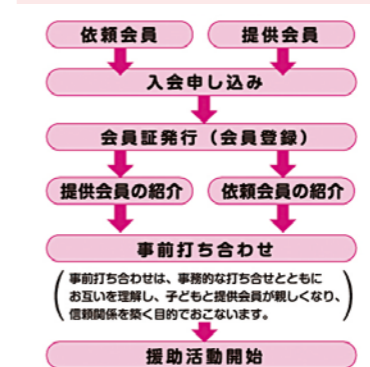 依頼会員
提供会員
入会申し込み
会員証発行（会員登録）
提供会員の紹介
依頼会員の紹介
事前打ち合わせ
事前打ち合わせは、事務的な打合せとともに
お互いを理解し、子どもと提供会員が親しくなり、
信頼関係を築く目的でおこないます。
援助活動開始